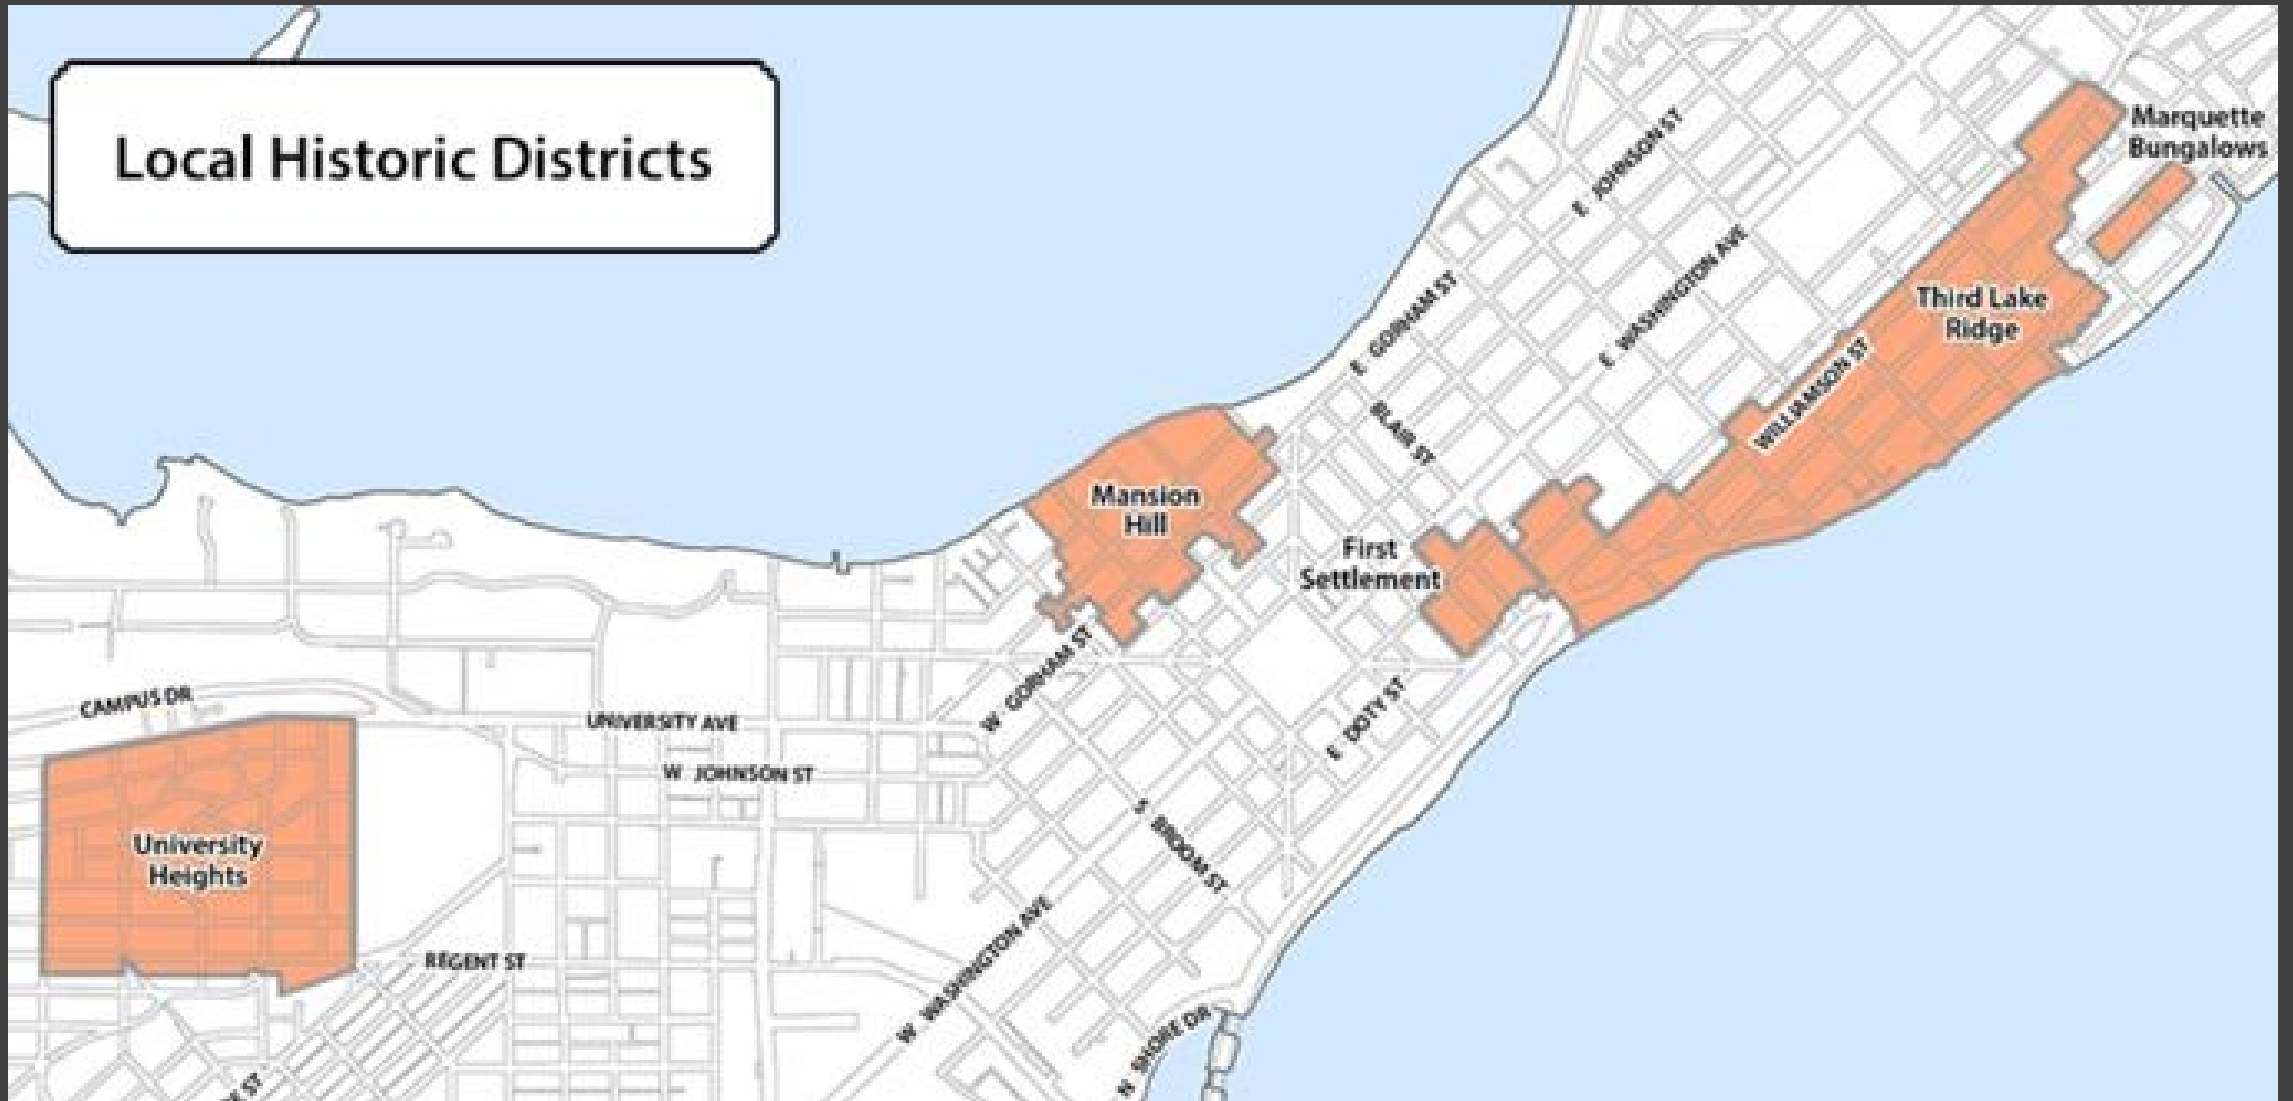 Local Historic Districts
Marquette
Bungalows
E JOHNSON ST
E WASHINGTON AVE
E GORHAM ST
Third Lake
Ridge
WILLIAMSON ST
BLAIR ST
Mansion
Hill
First
Settlement
W GORHAM ST
CAMPUS DR
UNIVERSITY AVE
W JOHNSON ST
E DOTY ST
S BROOM ST
University
Heights
REGENT ST
W WASHINGTON AVE
N SHORE DR
ST